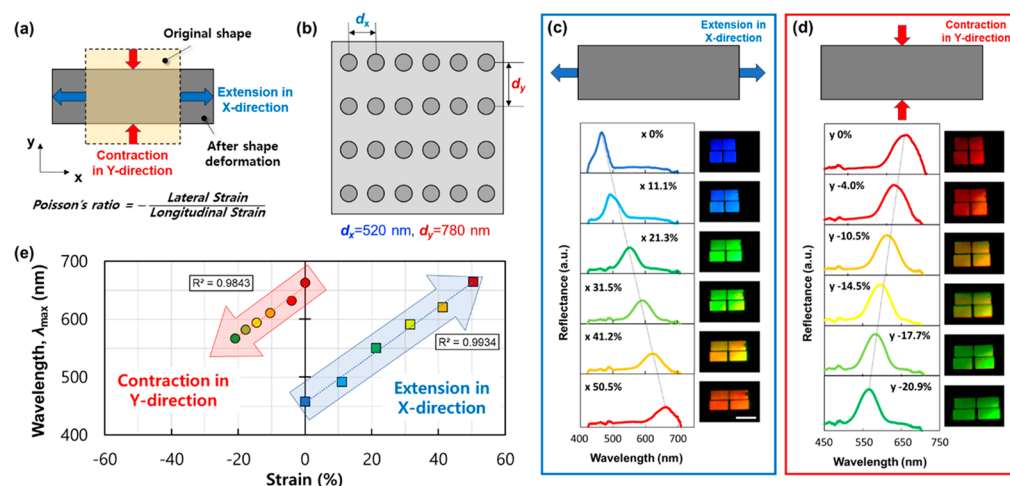 (a)
Original shape
Extension in
X-direction
Contraction
in Y-direction
After shape
deformation
y
x
Poisson's ratio = − Lateral Strain / Longitudinal Strain
(b)
dx
dy
dx=520 nm, dy=780 nm
(c)
Extension in
X-direction
x 0%
x 11.1%
x 21.3%
x 31.5%
x 41.2%
x 50.5%
Reflectance (a.u.)
400 500 600 700
Wavelength (nm)
(d)
Contraction
in Y-direction
y 0%
y -4.0%
y -10.5%
y -14.5%
y -17.7%
y -20.9%
Reflectance (a.u.)
450 550 650 750
Wavelength (nm)
(e)
700
600
500
400
Wavelength, λmax (nm)
R² = 0.9843
R² = 0.9934
Contraction in
Y-direction
Extension in
X-direction
-60 -40 -20 0 20 40 60
Strain (%)